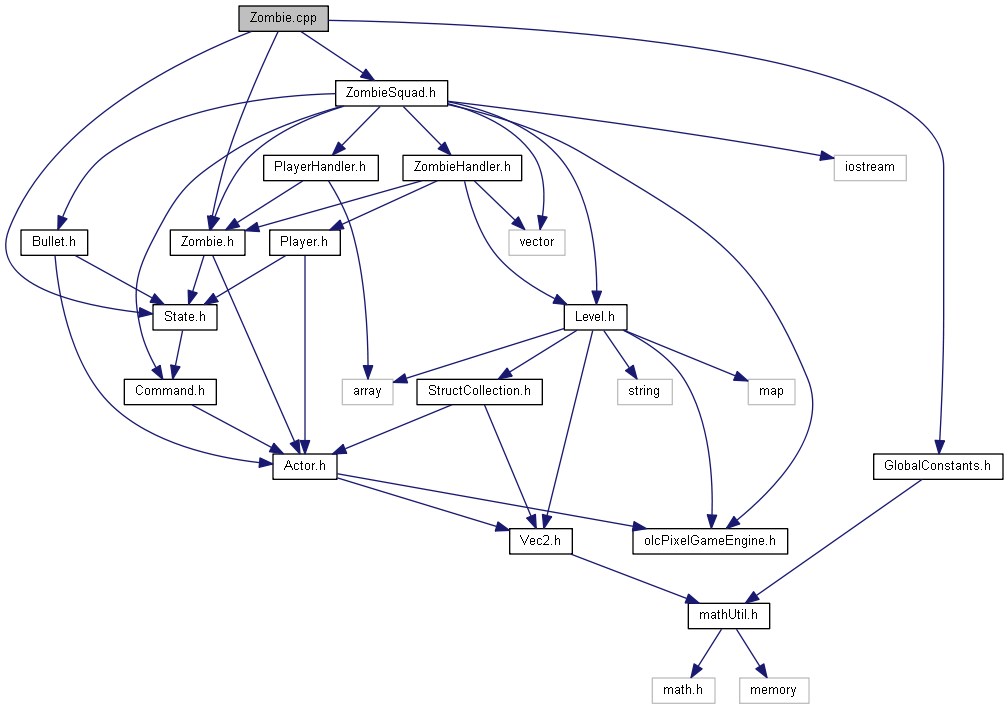 Zombie.cpp
ZombieSquad.h
PlayerHandler.h
ZombieHandler.h
iostream
Bullet.h
Zombie.h
Player.h
vector
State.h
Level.h
Command.h
array
StructCollection.h
string
map
Actor.h
GlobalConstants.h
Vec2.h
olcPixelGameEngine.h
mathUtil.h
math.h
memory